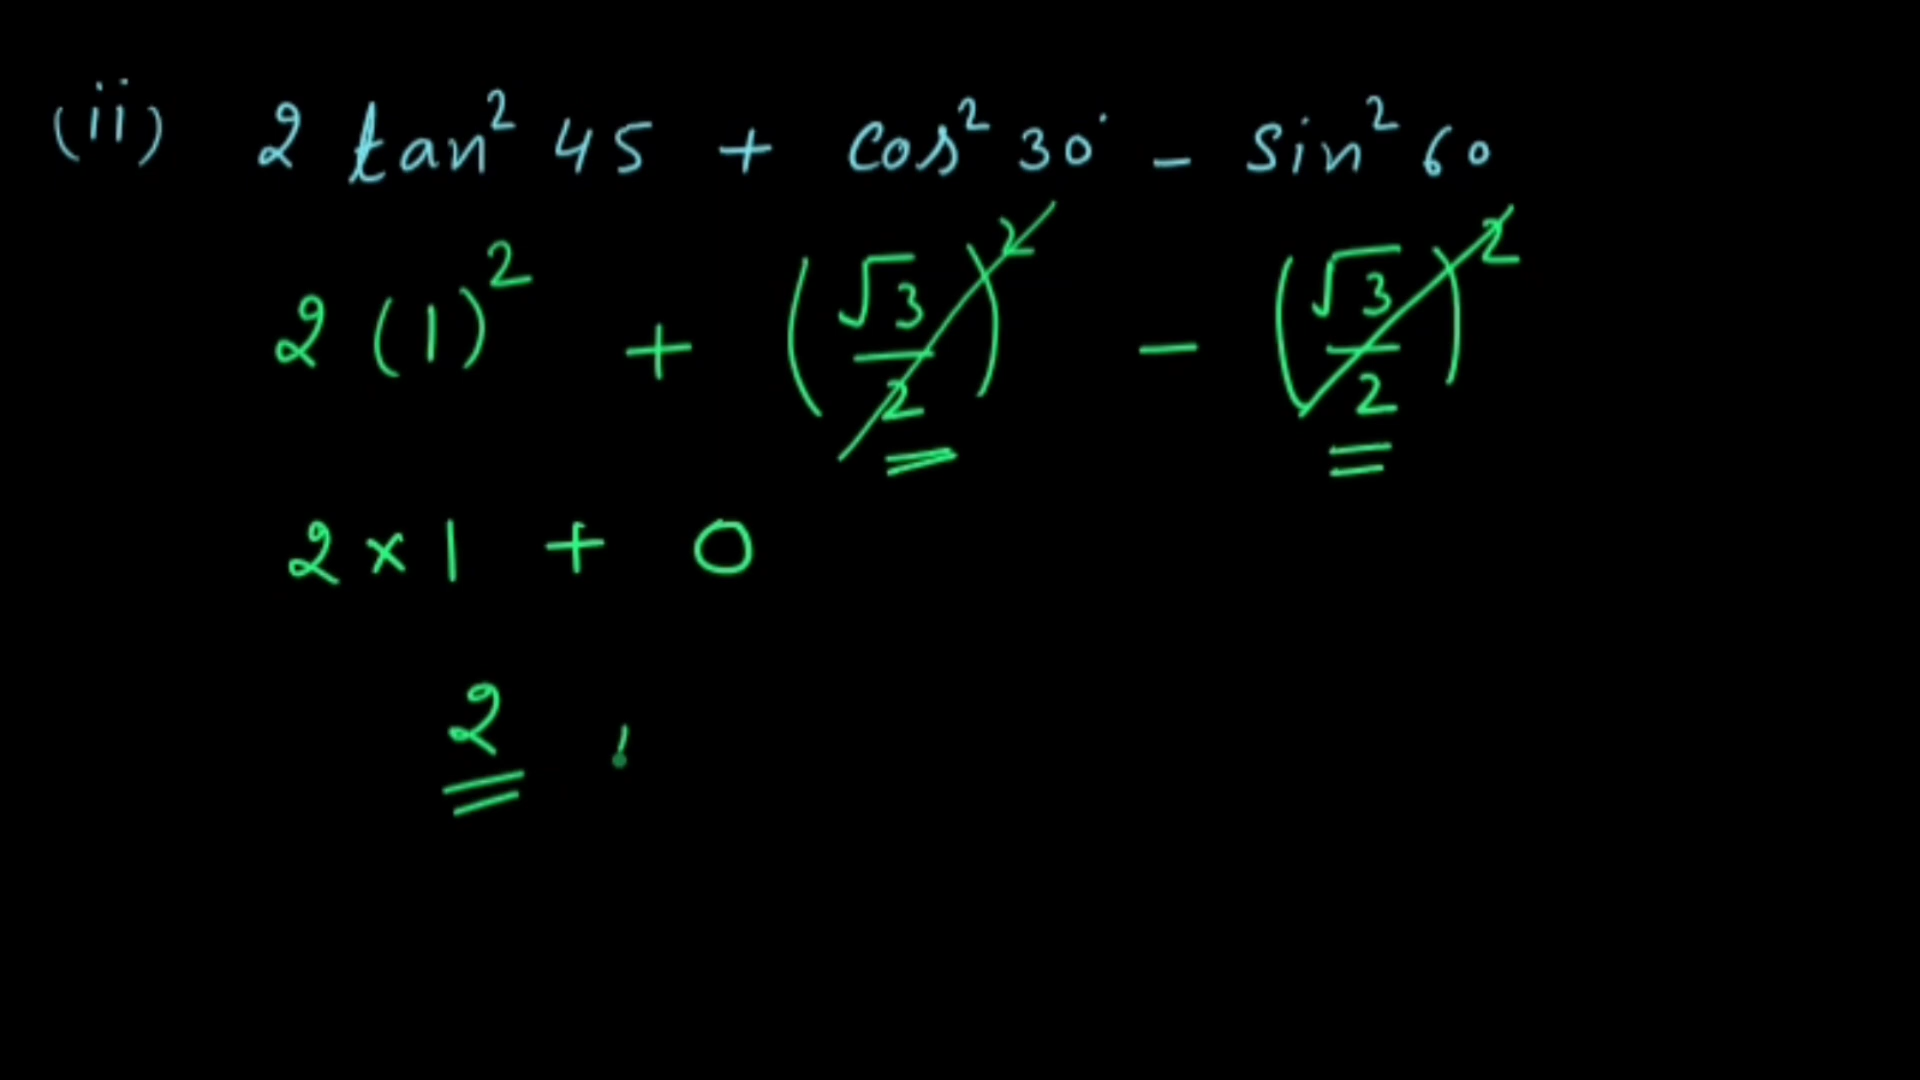 (ii) 2 tan² 45 + cos² 30° - sin² 60
2 (1)² + (√3/2)² - (√3/2)²
2 × 1 + 0
2